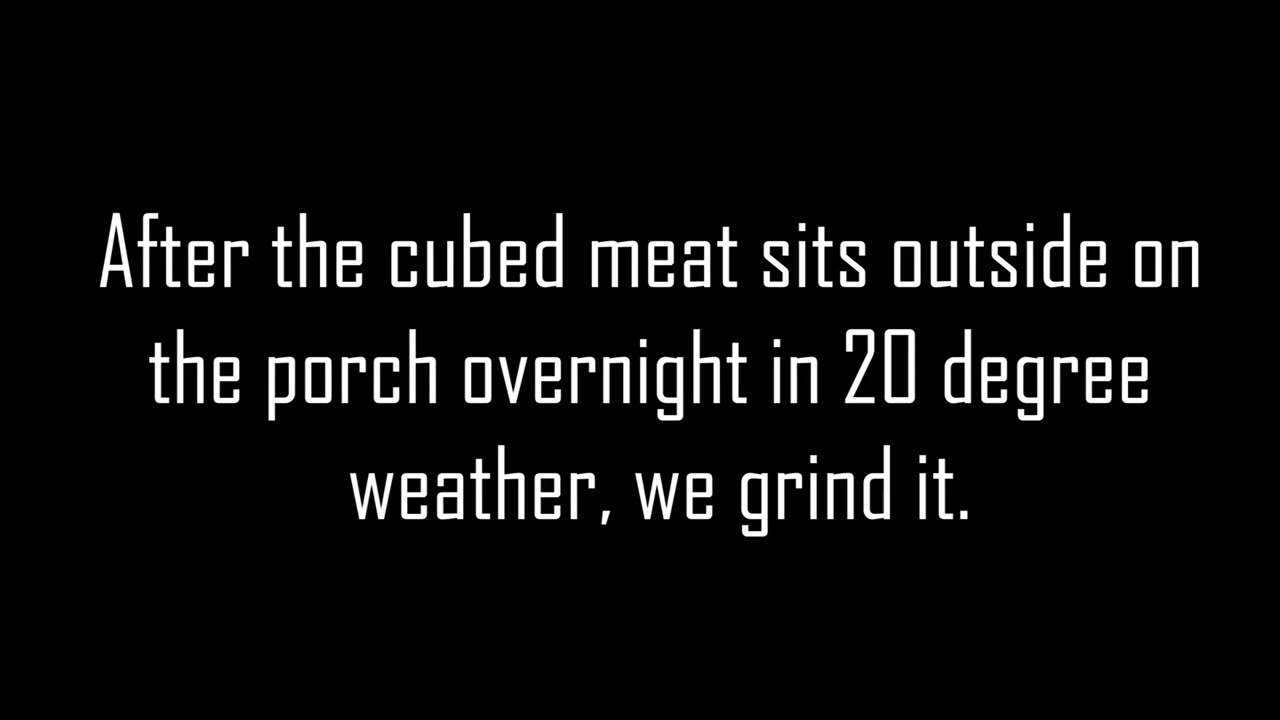 After the cubed meat sits outside on
the porch overnight in 20 degree
weather, we grind it.